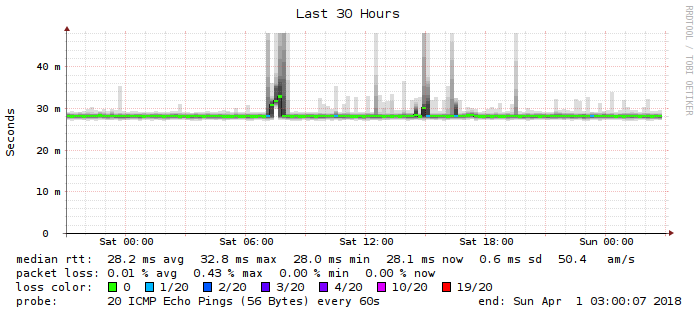 Last 30 Hours
RRDTOOL / TOBI OETIKER
Seconds
40 m
30 m
20 m
10 m
0
Sat 00:00 Sat 06:00 Sat 12:00 Sat 18:00 Sun 00:00
median rtt: 28.2 ms avg 32.8 ms max 28.0 ms min 28.1 ms now 0.6 ms sd 50.4 am/s
packet loss: 0.01 % avg 0.43 % max 0.00 % min 0.00 % now
loss color: 0 1/20 2/20 3/20 4/20 10/20 19/20
probe: 20 ICMP Echo Pings (56 Bytes) every 60s end: Sun Apr 1 03:00:07 2018